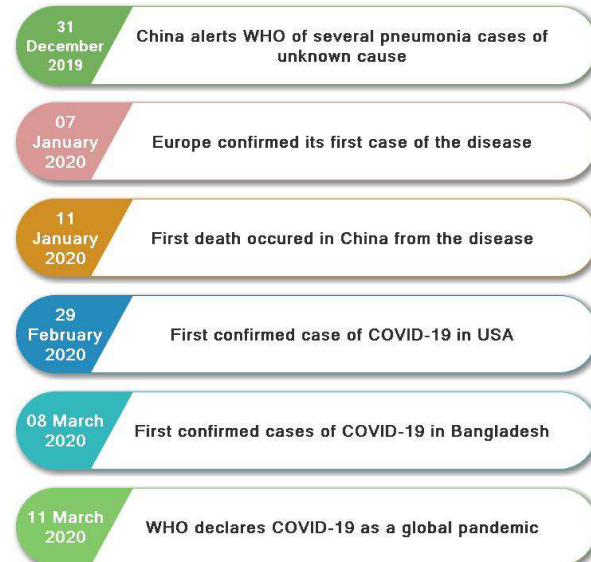 31
December
2019
China alerts WHO of several pneumonia cases of
unknown cause
07
January
2020
Europe confirmed its first case of the disease
11
January
2020
First death occured in China from the disease
29
February
2020
First confirmed case of COVID-19 in USA
08 March
2020
First confirmed cases of COVID-19 in Bangladesh
11 March
2020
WHO declares COVID-19 as a global pandemic